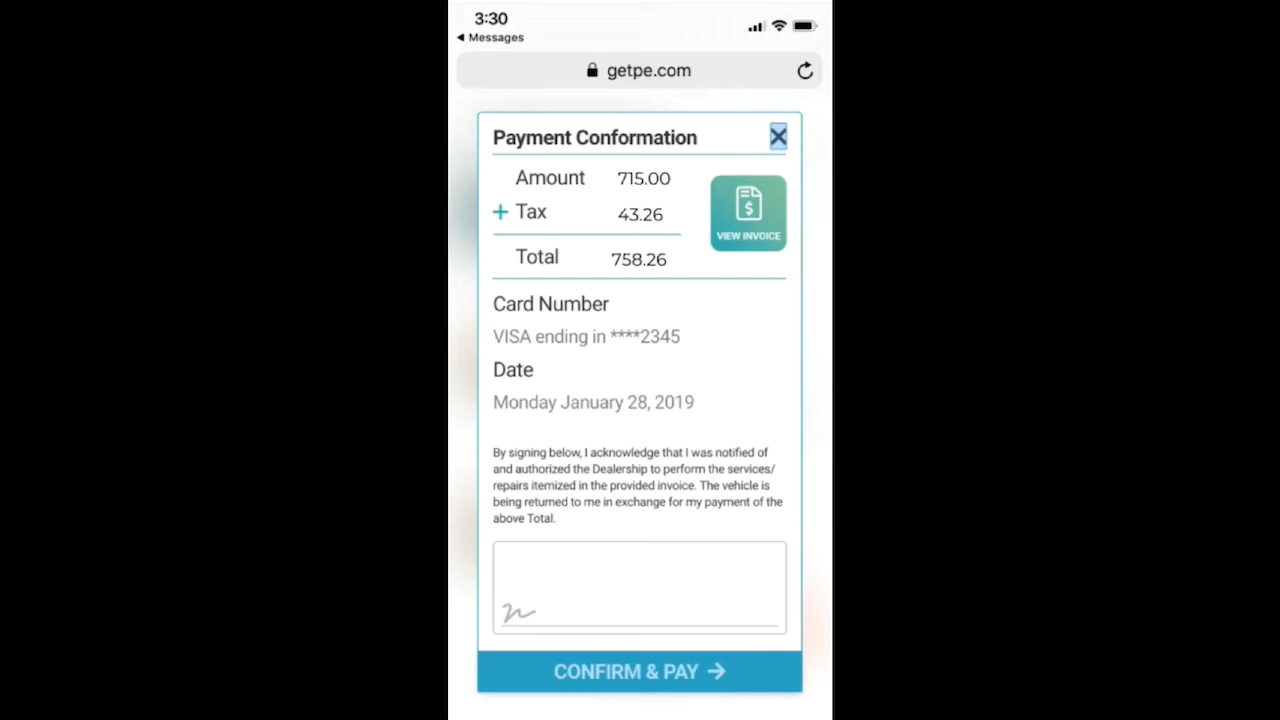 3:30
◀ Messages
getpe.com
Payment Conformation
Amount 715.00
+ Tax 43.26
VIEW INVOICE
Total 758.26
Card Number
VISA ending in ****2345
Date
Monday January 28, 2019
By signing below, I acknowledge that I was notified of
and authorized the Dealership to perform the services/
repairs itemized in the provided invoice. The vehicle is
being returned to me in exchange for my payment of the
above Total.
CONFIRM & PAY →